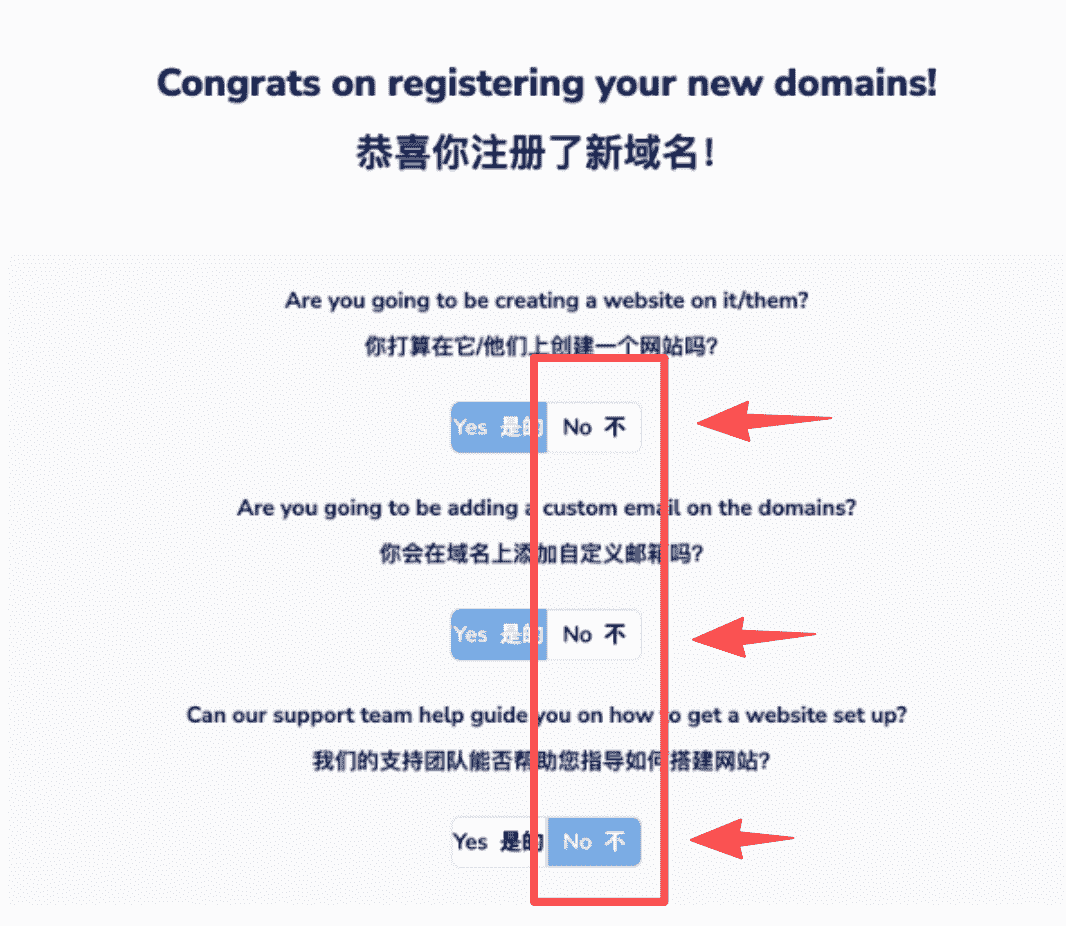 Congrats on registering your new domains!
恭喜你注册了新域名！
Are you going to be creating a website on it/them?
你打算在它/他们上创建一个网站吗？
Yes 是的 No 不
Are you going to be adding a custom email on the domains?
你会在域名上添加自定义邮箱吗？
Yes 是的 No 不
Can our support team help guide you on how to get a website set up?
我们的支持团队能否帮助您指导如何搭建网站？
Yes 是的 No 不